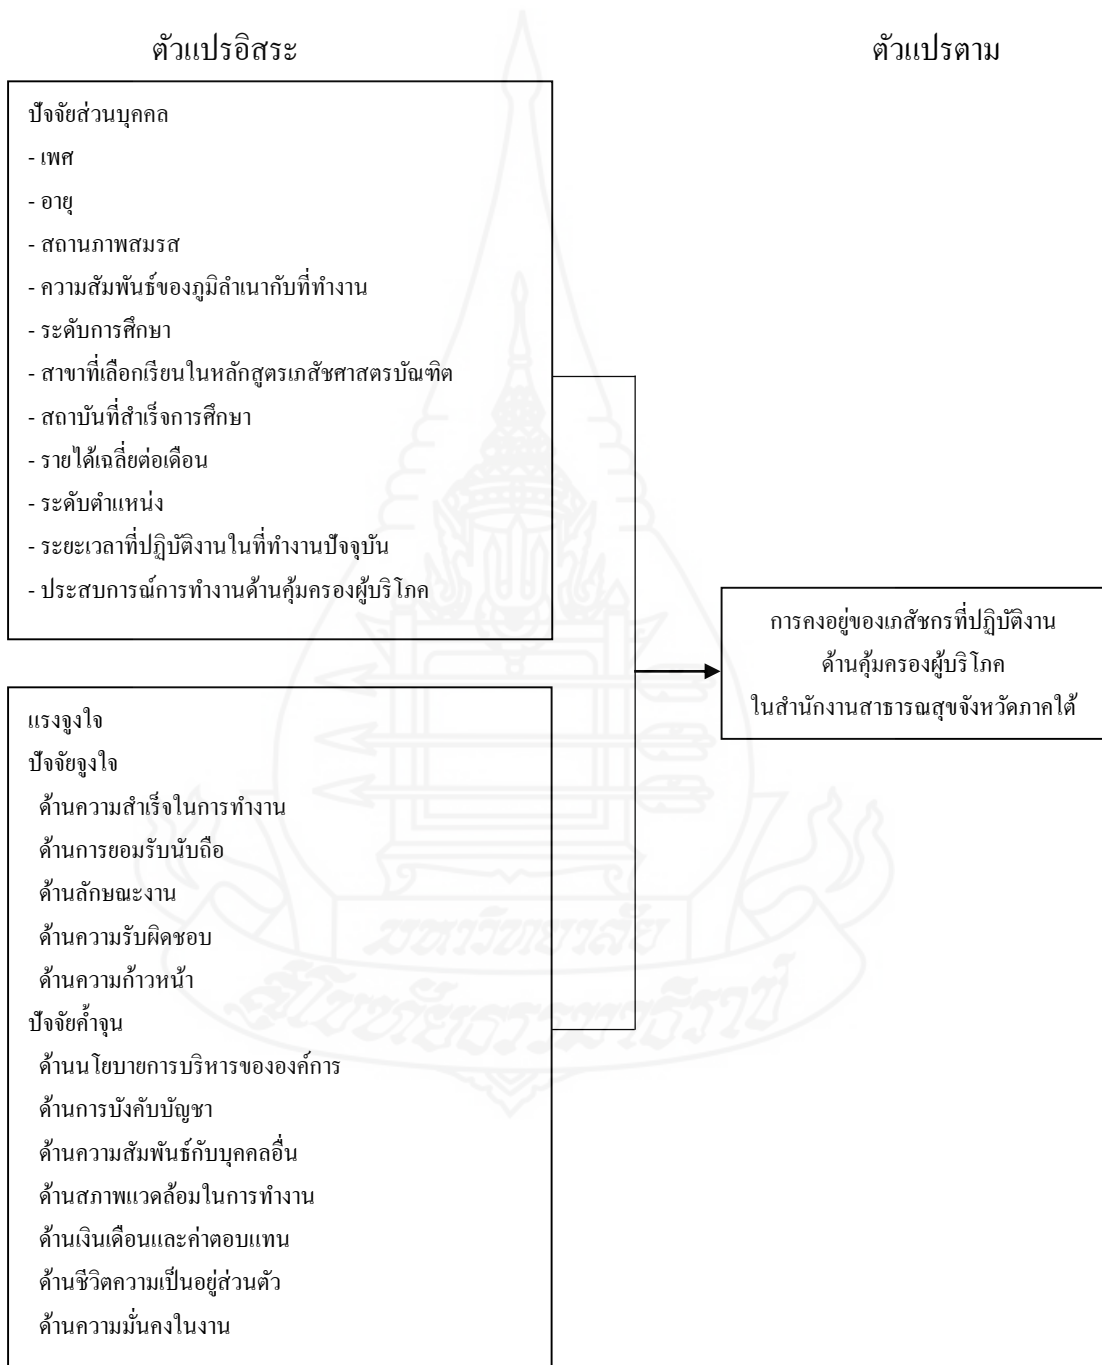 ตัวแปรอิสระ
ตัวแปรตาม
ปัจจัยส่วนบุคคล
- เพศ
- อายุ
- สถานภาพสมรส
- ความสัมพันธ์ของภูมิลำเนากับที่ทำงาน
- ระดับการศึกษา
- สาขาที่เลือกเรียนในหลักสูตรเภสัชศาสตรบัณฑิต
- สถาบันที่สำเร็จการศึกษา
- รายได้เฉลี่ยต่อเดือน
- ระดับตำแหน่ง
- ระยะเวลาที่ปฏิบัติงานในที่ทำงานปัจจุบัน
- ประสบการณ์การทำงานด้านคุ้มครองผู้บริโภค
แรงจูงใจ
ปัจจัยจูงใจ
ด้านความสำเร็จในการทำงาน
ด้านการยอมรับนับถือ
ด้านลักษณะงาน
ด้านความรับผิดชอบ
ด้านความก้าวหน้า
ปัจจัยค้ำจุน
ด้านนโยบายการบริหารขององค์การ
ด้านการบังคับบัญชา
ด้านความสัมพันธ์กับบุคคลอื่น
ด้านสภาพแวดล้อมในการทำงาน
ด้านเงินเดือนและค่าตอบแทน
ด้านชีวิตความเป็นอยู่ส่วนตัว
ด้านความมั่นคงในงาน
การคงอยู่ของเภสัชกรที่ปฏิบัติงาน
ด้านคุ้มครองผู้บริโภค
ในสำนักงานสาธารณสุขจังหวัดภาคใต้
มหาวิทยาลัย
สุโขทัยธรรมาธิราช